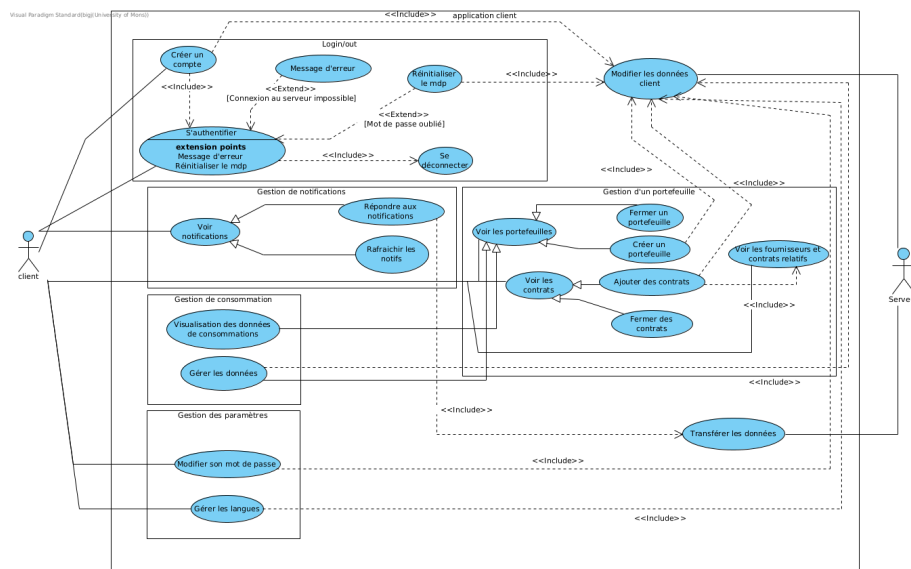 Visual Paradigm Standard(big(University of Mons))
<<Include>>
application client
Login/out
Créer un
compte
Message d'erreur
Réinitialiser
le mdp
<<Include>>
Modifier les données
client
<<Include>>
<<Extend>>
[Connexion au serveur impossible]
<<Extend>>
[Mot de passe oublié]
S'authentifier
extension points
Message d'erreur
Réinitialiser le mdp
<<Include>>
Se
déconnecter
<<Include>>
<<Include>>
Gestion de notifications
Gestion d'un portefeuille
Voir
notifications
Répondre aux
notifications
Rafraichir les
notifs
Voir les portefeuilles
Fermer un
portefeuille
Créer un
portefeuille
Voir les fournisseurs et
contrats relatifs
client
Voir les
contrats
Ajouter des contrats
Serve
<<Include>>
Fermer des
contrats
Gestion de consommation
Visualisation des données
de consommations
Gérer les données
<<Include>>
Gestion des paramètres
<<Include>>
Transférer les données
Modifier son mot de passe
<<Include>>
Gérer les langues
<<Include>>